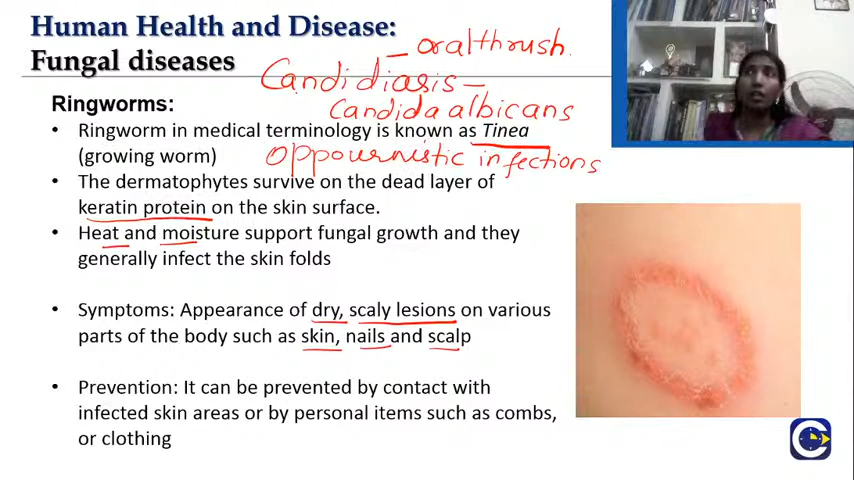 Human Health and Disease:
Fungal diseases
- oralthrush.
Candidiasis -
Candida albicans
Ringworms:
• Ringworm in medical terminology is known as Tinea
(growing worm)
Oppournistic infections
• The dermatophytes survive on the dead layer of
keratin protein on the skin surface.
• Heat and moisture support fungal growth and they
generally infect the skin folds
• Symptoms: Appearance of dry, scaly lesions on various
parts of the body such as skin, nails and scalp
• Prevention: It can be prevented by contact with
infected skin areas or by personal items such as combs,
or clothing